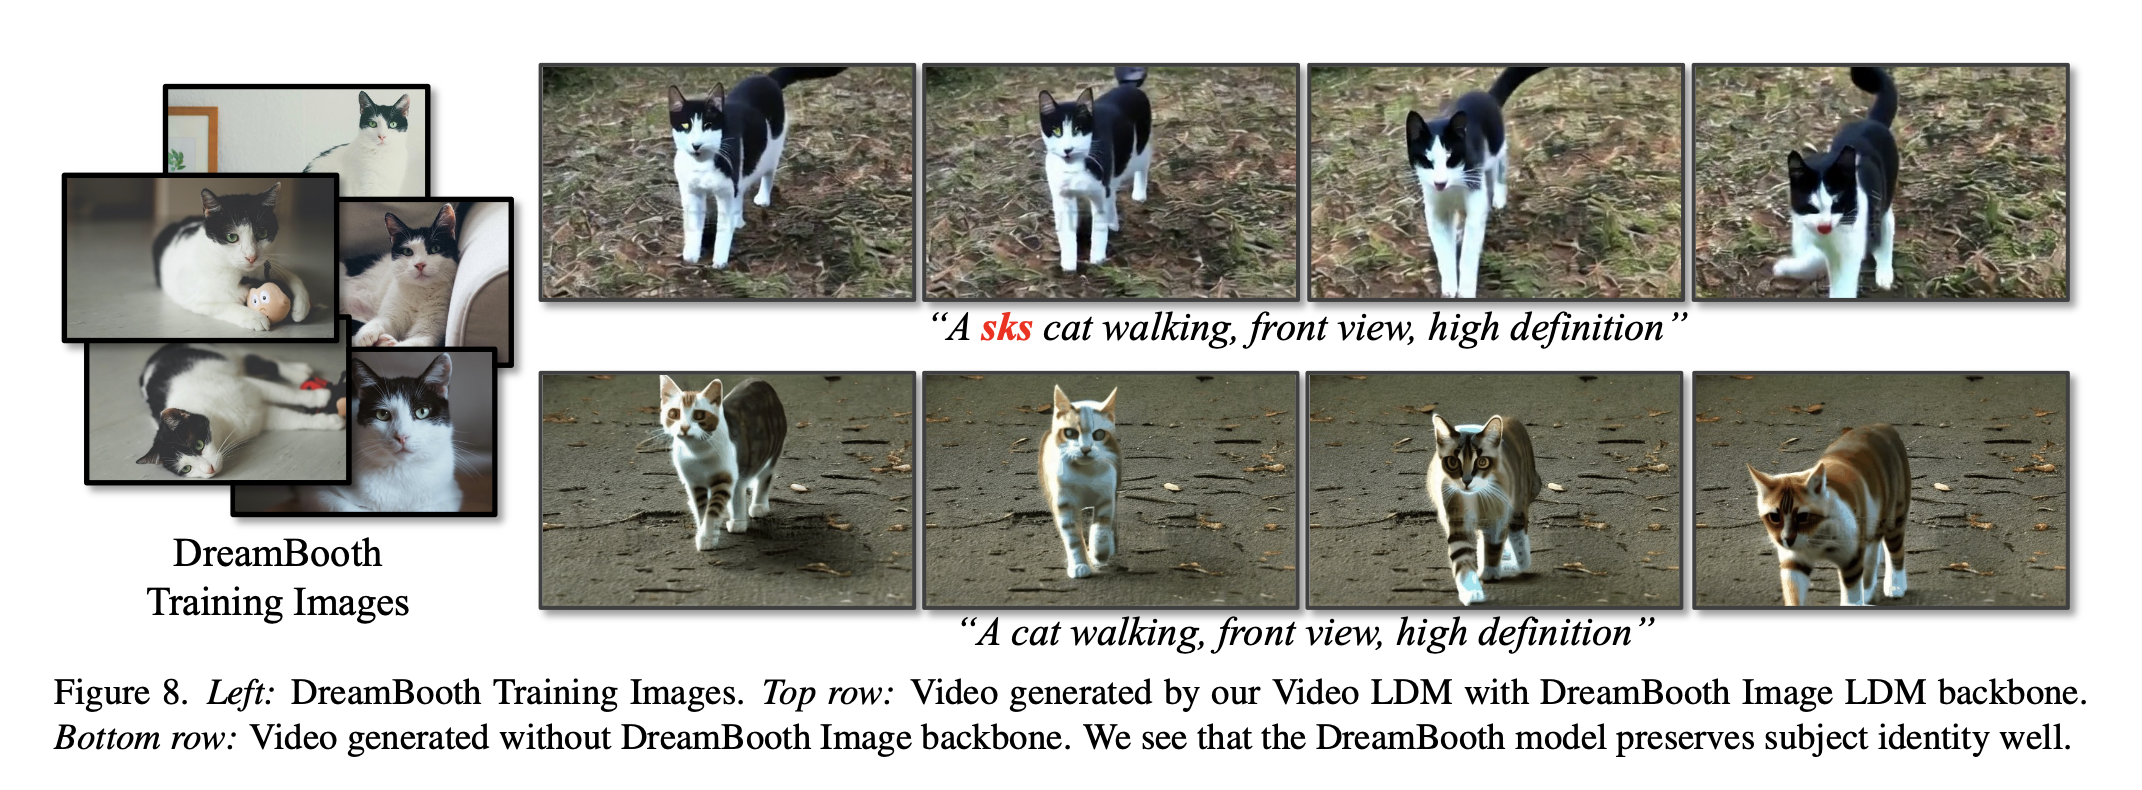 “A sks cat walking, front view, high definition”
DreamBooth
Training Images
“A cat walking, front view, high definition”
Figure 8. Left: DreamBooth Training Images. Top row: Video generated by our Video LDM with DreamBooth Image LDM backbone.
Bottom row: Video generated without DreamBooth Image backbone. We see that the DreamBooth model preserves subject identity well.